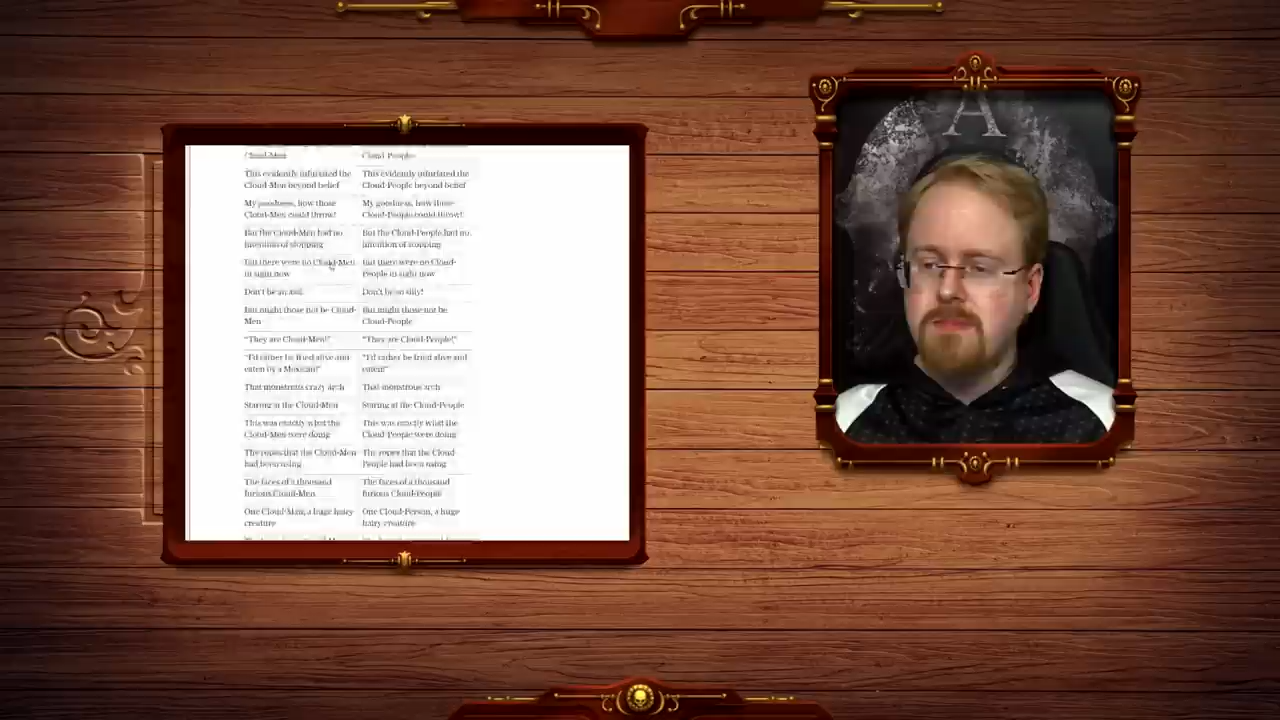 Cloud-Men
Cloud-People
This evidently infuriated the
Cloud-Men beyond belief
This evidently infuriated the
Cloud-People beyond belief
My goodness, how those
Cloud-Men could throw!
My goodness, how those
Cloud-People could throw!
But the Cloud-Men had no
intention of stopping
But the Cloud-People had no
intention of stopping
But there were no Cloud-Men
in sight now
But there were no Cloud-
People in sight now
Don't be an ass!
Don't be silly!
But might those not be Cloud-
Men
But might those not be
Cloud-People
"They are Cloud-Men!"
"They are Cloud-People!"
"I'd rather be fried alive and
eaten by a Mexican!"
"I'd rather be fried alive and
eaten!"
That monstrous crazy arch
That monstrous arch
Staring at the Cloud-Men
Staring at the Cloud-People
This was exactly what the
Cloud-Men were doing
This was exactly what the
Cloud-People were doing
The ropes that the Cloud-Men
had been using
The ropes that the Cloud-
People had been using
The faces of a thousand
furious Cloud-Men
The faces of a thousand
furious Cloud-People
One Cloud-Man, a huge hairy
creature
One Cloud-Person, a huge
hairy creature
A